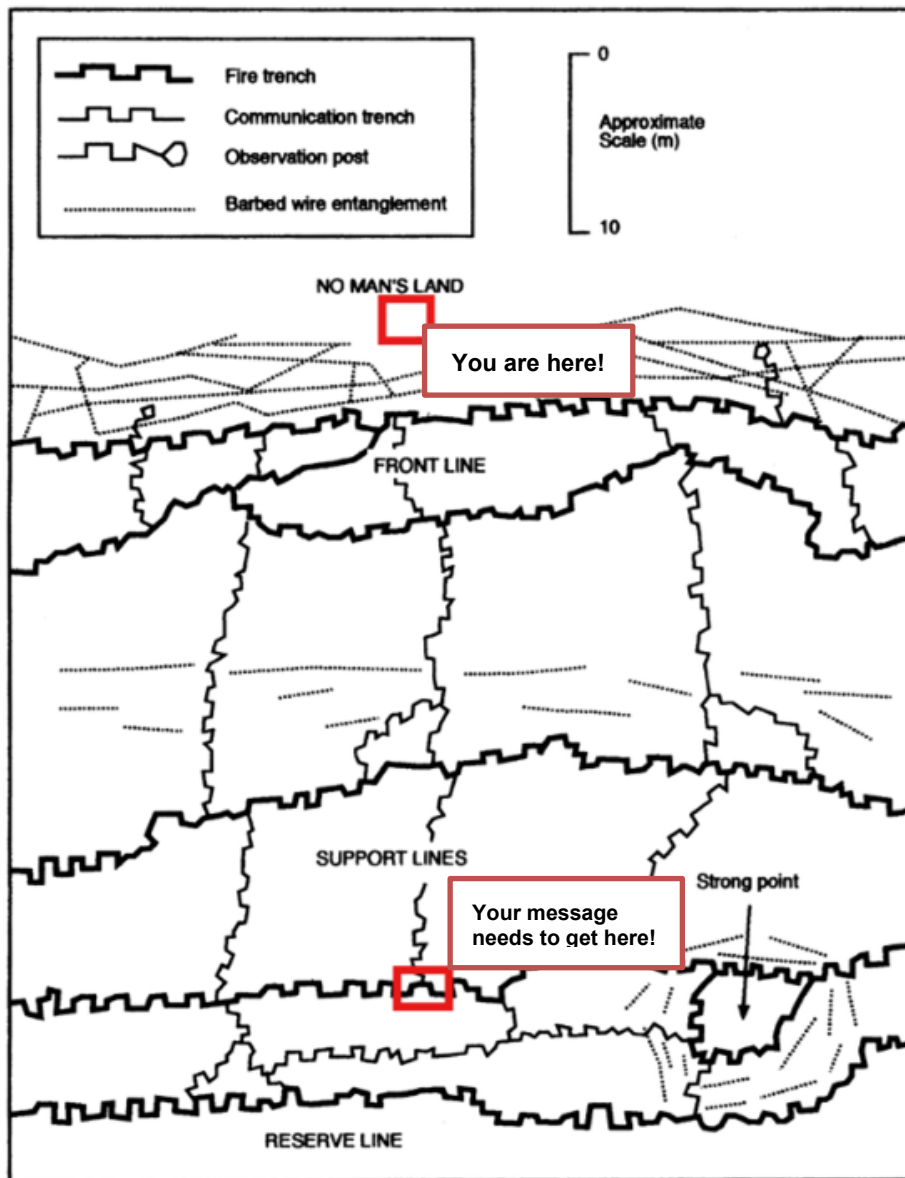 Fire trench
Communication trench
Observation post
Barbed wire entanglement
0
Approximate
Scale (m)
10
NO MAN'S LAND
You are here!
FRONT LINE
SUPPORT LINES
Strong point
Your message
needs to get here!
RESERVE LINE